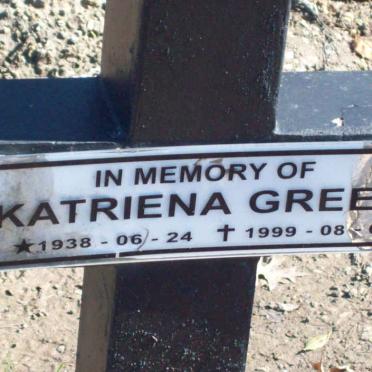 IN MEMORY OF
KATRIENA GREE
★1938 - 06 - 24 ✝ 1999 - 08 -